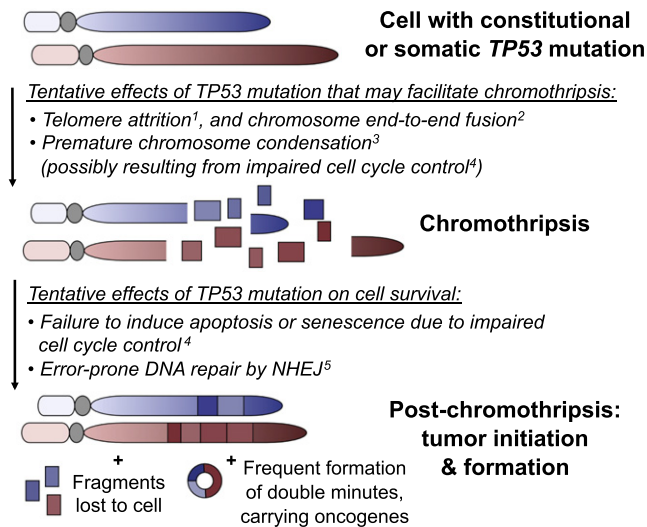 Cell with constitutional
or somatic TP53 mutation
Tentative effects of TP53 mutation that may facilitate chromothripsis:
• Telomere attrition¹, and chromosome end-to-end fusion²
• Premature chromosome condensation³
(possibly resulting from impaired cell cycle control⁴)
Chromothripsis
Tentative effects of TP53 mutation on cell survival:
• Failure to induce apoptosis or senescence due to impaired
cell cycle control⁴
• Error-prone DNA repair by NHEJ⁵
Post-chromothripsis:
tumor initiation
& formation
+
Fragments
lost to cell
+
Frequent formation
of double minutes,
carrying oncogenes